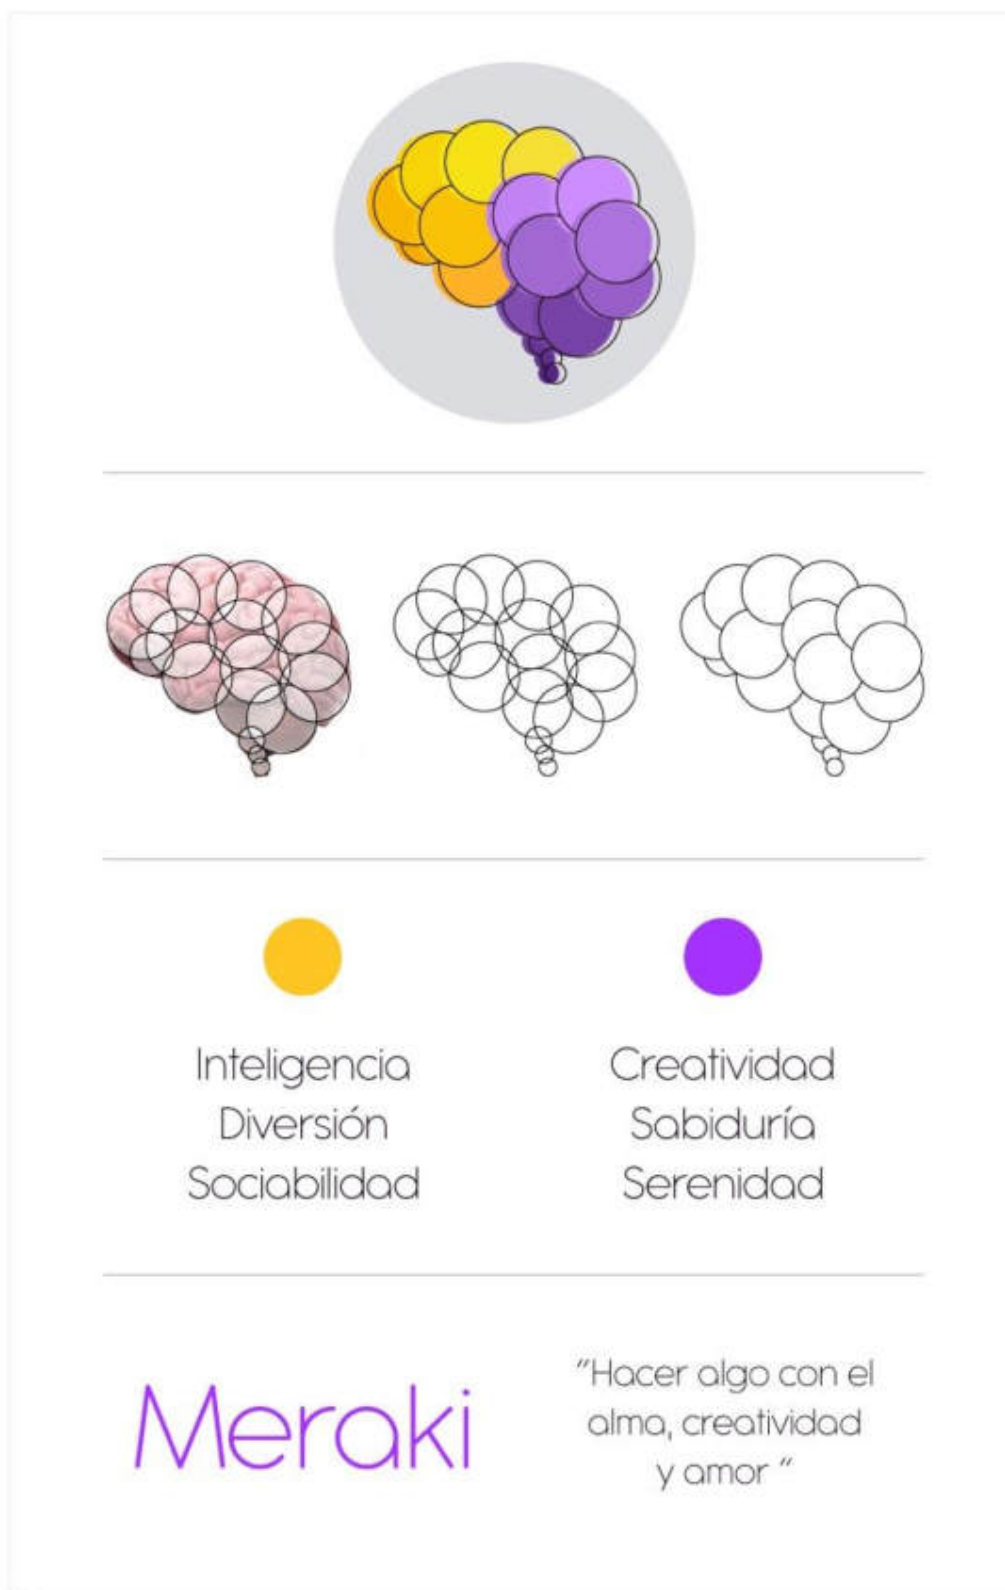 Inteligencia
Diversión
Sociabilidad
Creatividad
Sabiduría
Serenidad
Meraki
"Hacer algo con el
alma, creatividad
y amor "